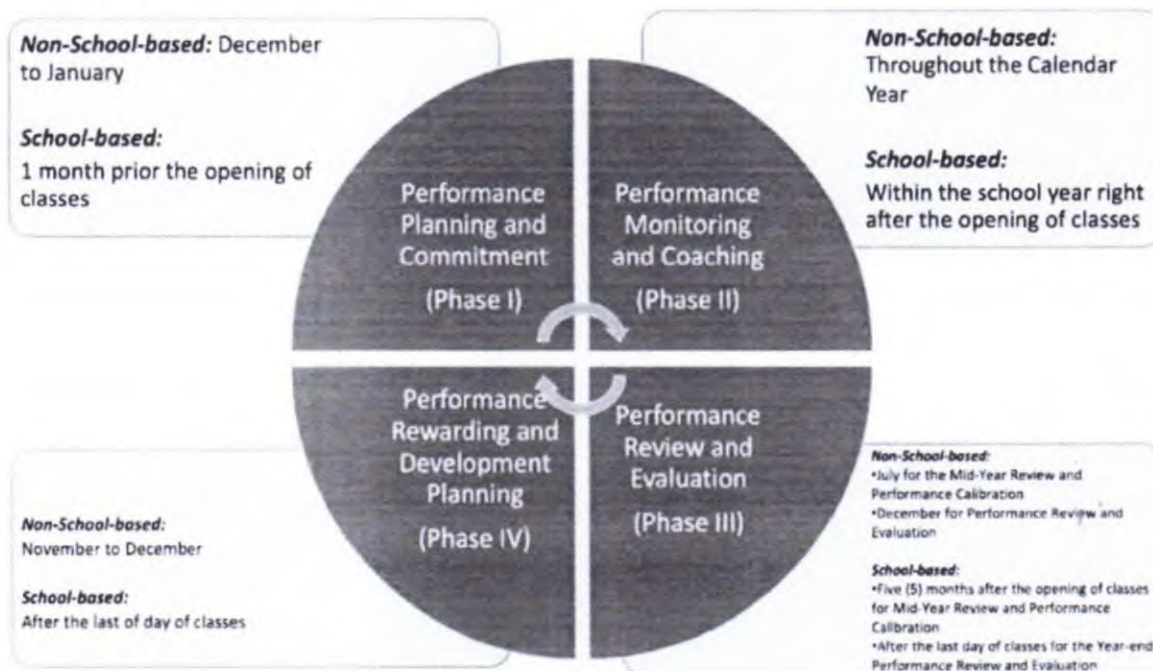 Non-School-based: December
to January
School-based:
1 month prior the opening of
classes
Non-School-based:
Throughout the Calendar
Year
School-based:
Within the school year right
after the opening of classes
Performance
Planning and
Commitment
(Phase I)
Performance
Monitoring
and Coaching
(Phase II)
Performance
Rewarding and
Development
Planning
(Phase IV)
Performance
Review and
Evaluation
(Phase III)
Non-School-based:
November to December
School-based:
After the last of day of classes
Non-School-based:
•July for the Mid-Year Review and
Performance Calibration
•December for Performance Review and
Evaluation
School-based:
•Five (5) months after the opening of classes
for Mid-Year Review and Performance
Calibration
•After the last day of classes for the Year-end
Performance Review and Evaluation